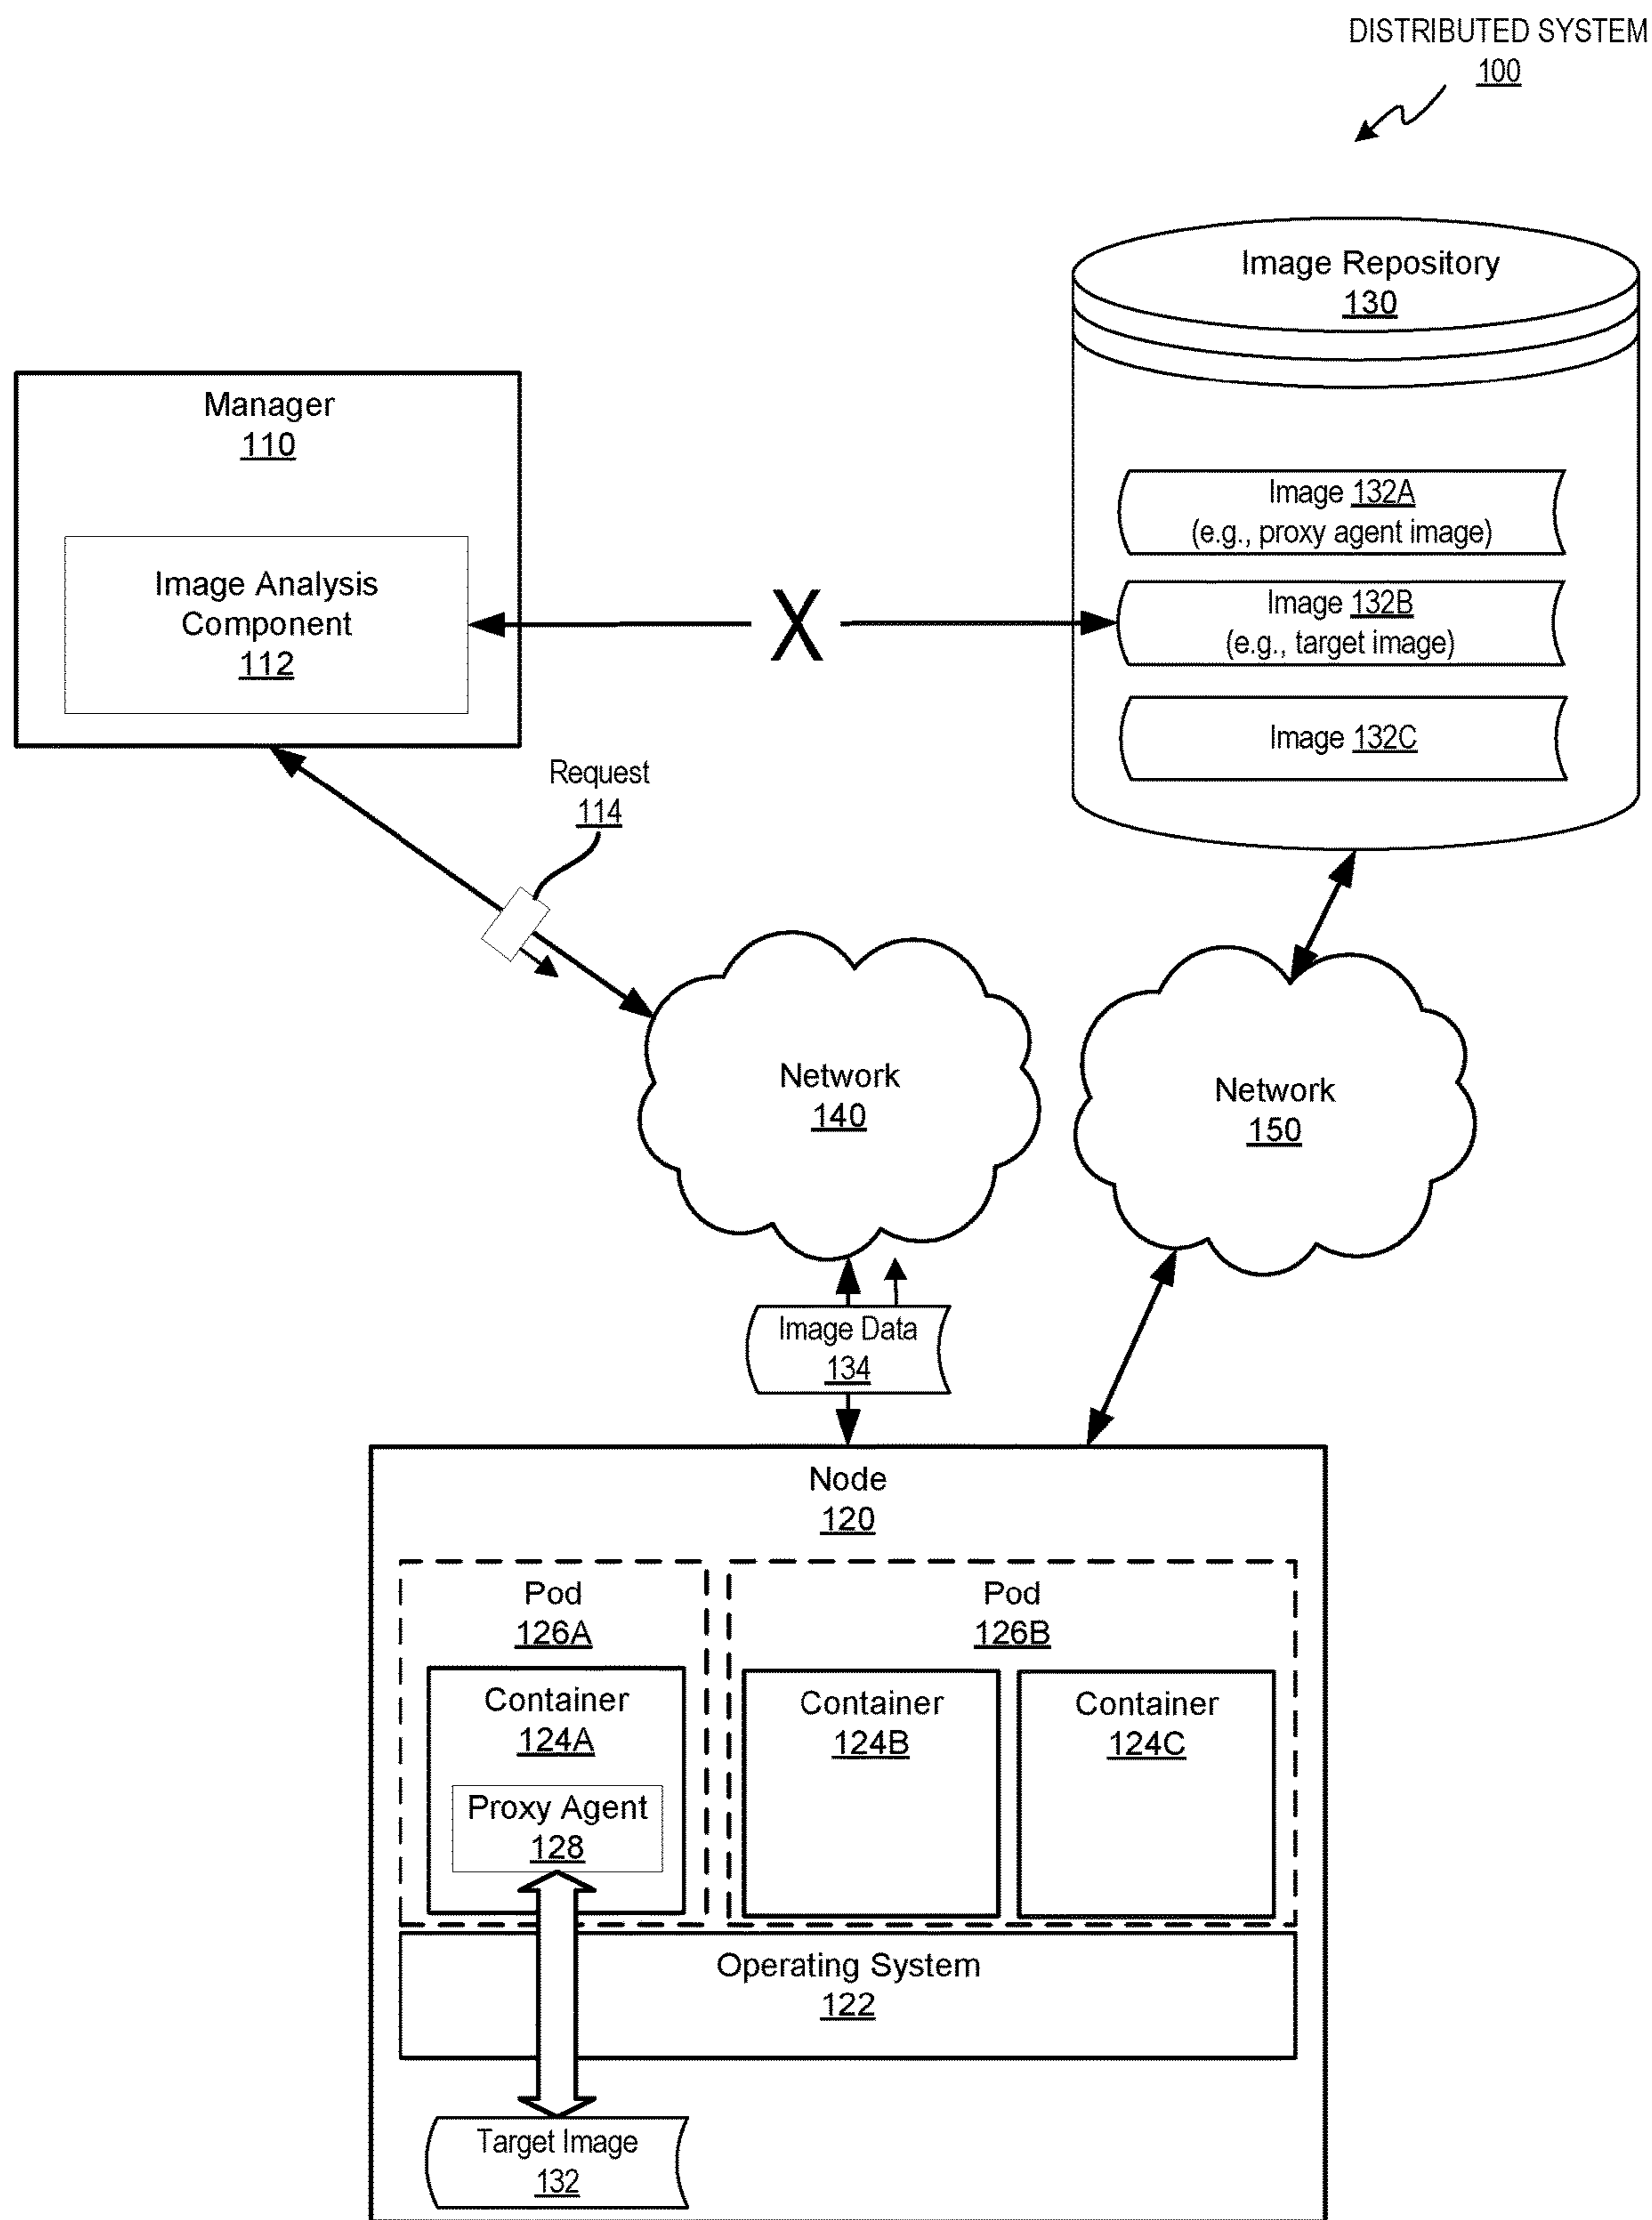 DISTRIBUTED SYSTEM
100
Image Repository
130
Manager
110
Image 132A
(e.g., proxy agent image)
Image Analysis
Component
112
X
Image 132B
(e.g., target image)
Image 132C
Request
114
Network
140
Network
150
Image Data
134
Node
120
Pod
126A
Pod
126B
Container
124A
Container
124B
Container
124C
Proxy Agent
128
Operating System
122
Target Image
132